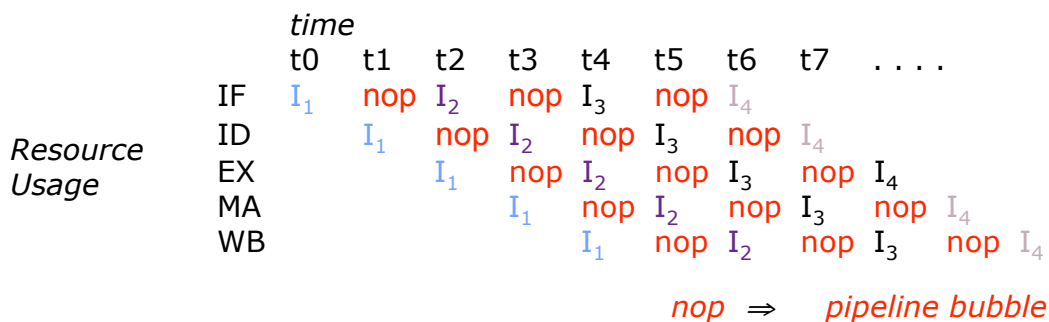 time
t0 t1 t2 t3 t4 t5 t6 t7 . . . .
IF I₁ nop I₂ nop I₃ nop I₄
ID I₁ nop I₂ nop I₃ nop I₄
Resource
Usage
EX I₁ nop I₂ nop I₃ nop I₄
MA I₁ nop I₂ nop I₃ nop I₄
WB I₁ nop I₂ nop I₃ nop I₄
nop ⇒ pipeline bubble